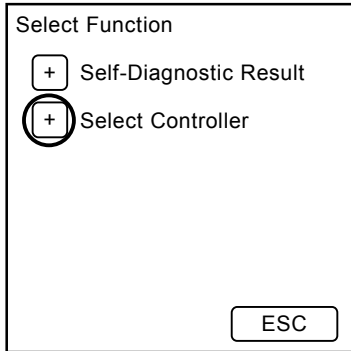 Select Function
+ Self-Diagnostic Result
+ Select Controller
ESC